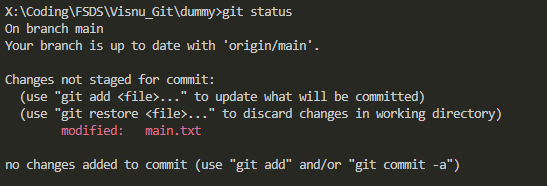 X:\Coding\FSDS\Visnu_Git\dummy>git status
On branch main
Your branch is up to date with 'origin/main'.
Changes not staged for commit:
(use "git add <file>..." to update what will be committed)
(use "git restore <file>..." to discard changes in working directory)
modified:   main.txt
no changes added to commit (use "git add" and/or "git commit -a")